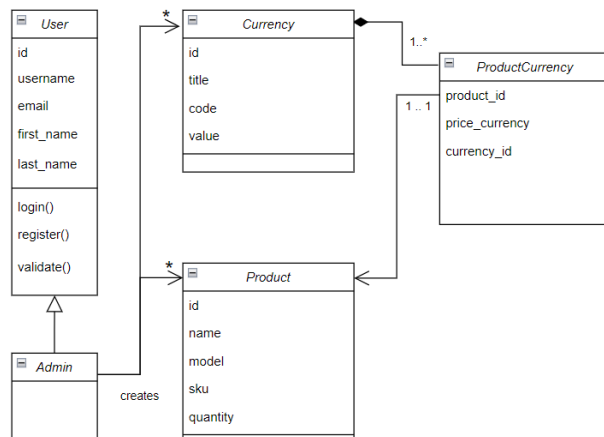 User
id
username
email
first_name
last_name
login()
register()
validate()
Admin
creates
*
Currency
id
title
code
value
1..*
ProductCurrency
product_id
price_currency
currency_id
1 .. 1
*
Product
id
name
model
sku
quantity